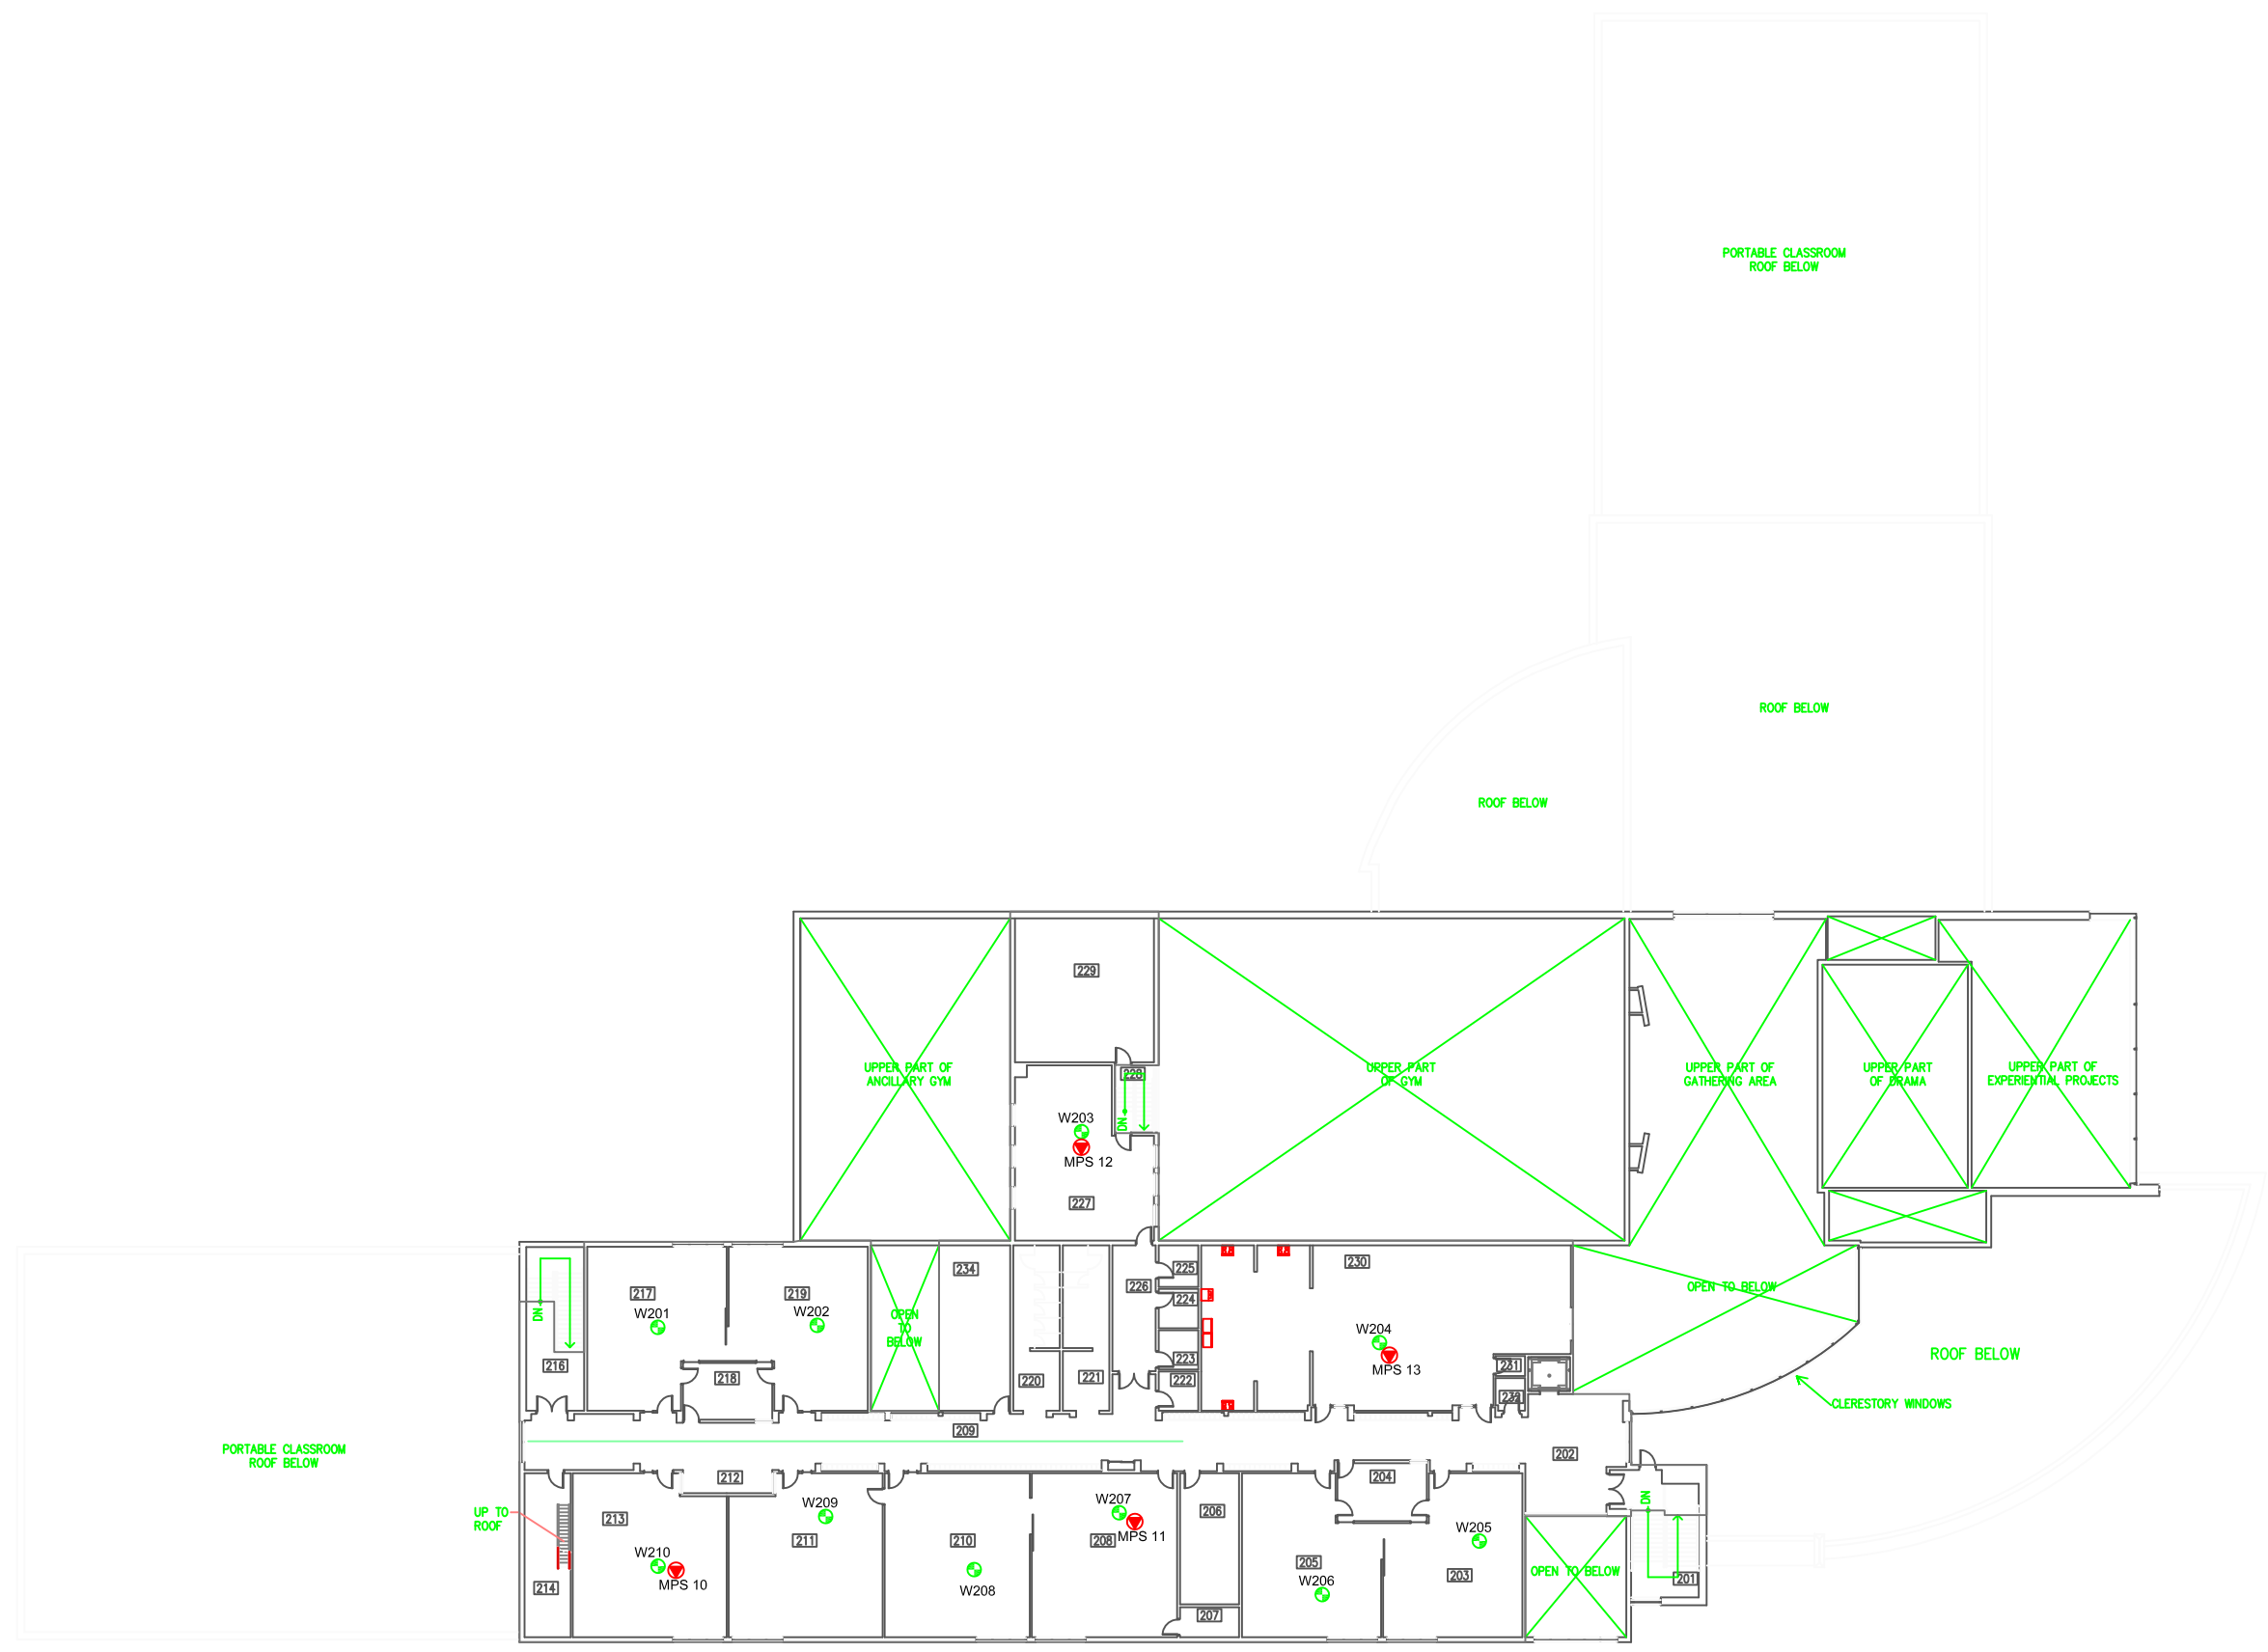 PORTABLE CLASSROOM
ROOF BELOW
ROOF BELOW
ROOF BELOW
229
UPPER PART OF
ANCILLARY GYM
228
UPPER PART
OF GYM
UPPER PART OF
GATHERING AREA
UPPER PART
OF DRAMA
UPPER PART OF
EXPERIENTIAL PROJECTS
W203
DN
MPS 12
227
234
225
230
226
OPEN TO BELOW
217
219
224
W201
W202
DN
OPEN
TO
BELOW
W204
ROOF BELOW
216
218
223
MPS 13
231
220
221
222
232
CLERESTORY WINDOWS
209
PORTABLE CLASSROOM
ROOF BELOW
202
212
204
UP TO
ROOF
213
W209
W207
206
DN
211
210
208
MPS 11
W205
W210
MPS 10
W208
205
W206
203
OPEN TO BELOW
201
214
207